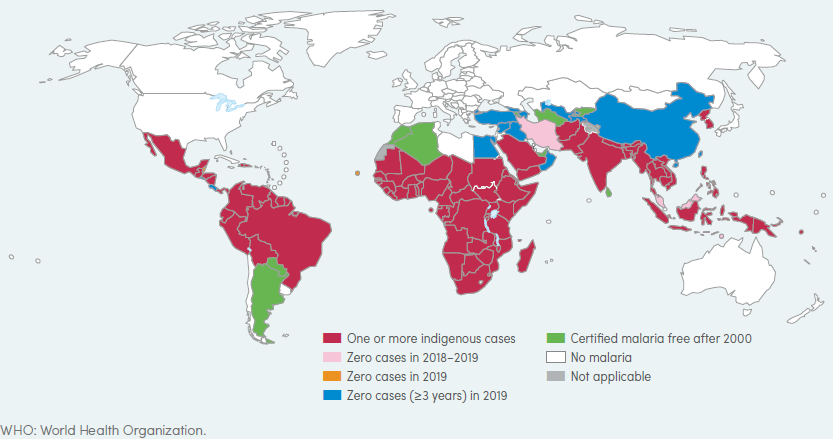 One or more indigenous cases
Zero cases in 2018–2019
Zero cases in 2019
Zero cases (≥3 years) in 2019
Certified malaria free after 2000
No malaria
Not applicable
WHO: World Health Organization.